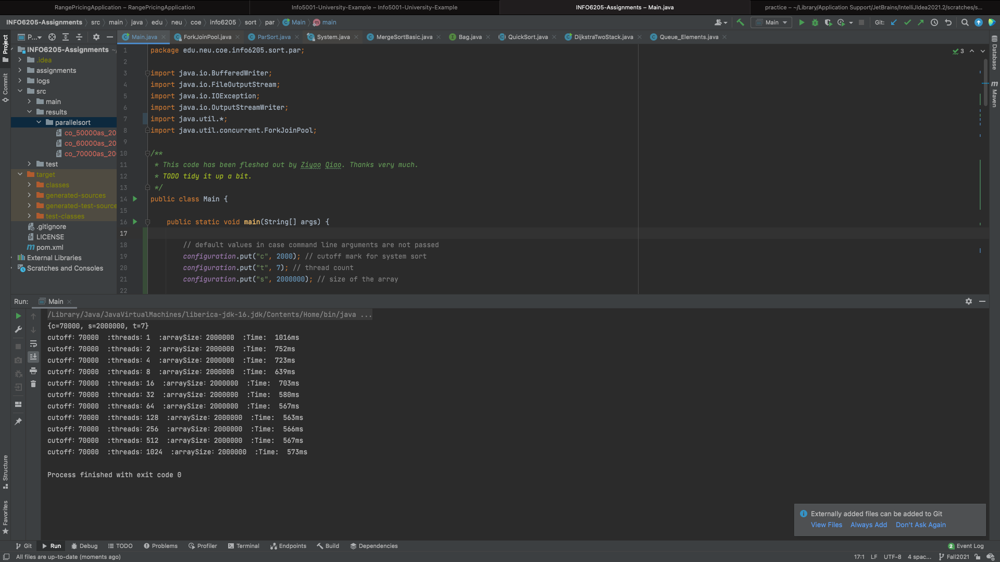 RangePricingApplication – RangePricingApplication
Info5001-University-Example – Info5001-University-Example
INFO6205-Assignments – Main.java
practice – ~/Library/Application Support/JetBrains/IntelliJIdea2021.2/scratches/s...
INFO6205-Assignments src main java edu neu coe info6205 sort par Main main
Main
Git:
Project
Commit
Structure
Favorites
P...
Main.java ForkJoinPool.java ParSort.java System.java MergeSortBasic.java Bag.java QuickSort.java DijkstraTwoStack.java Queue_Elements.java
Database
Maven
INFO6205-Assignments
.idea
assignments
logs
src
main
results
parallelsort
co_50000as_20
co_60000as_20
co_70000as_20
test
target
classes
generated-sources
generated-test-source
test-classes
.gitignore
LICENSE
pom.xml
External Libraries
Scratches and Consoles
3
1 package edu.neu.coe.info6205.sort.par;
2
3 import java.io.BufferedWriter;
4 import java.io.FileOutputStream;
5 import java.io.IOException;
6 import java.io.OutputStreamWriter;
7 import java.util.*;
8 import java.util.concurrent.ForkJoinPool;
9
10 /**
11 * This code has been fleshed out by Ziyao Qiao. Thanks very much.
12 * TODO tidy it up a bit.
13 */
14 public class Main {
15
16 public static void main(String[] args) {
17
18 // default values in case command line arguments are not passed
19 configuration.put("c", 2000); // cutoff mark for system sort
20 configuration.put("t", 7); // thread count
21 configuration.put("s", 2000000); // size of the array
22
Run: Main
/Library/Java/JavaVirtualMachines/liberica-jdk-16.jdk/Contents/Home/bin/java ...
{c=70000, s=2000000, t=7}
cutoff: 70000 :threads: 1 :arraySize: 2000000 :Time: 1016ms
cutoff: 70000 :threads: 2 :arraySize: 2000000 :Time: 752ms
cutoff: 70000 :threads: 4 :arraySize: 2000000 :Time: 723ms
cutoff: 70000 :threads: 8 :arraySize: 2000000 :Time: 639ms
cutoff: 70000 :threads: 16 :arraySize: 2000000 :Time: 703ms
cutoff: 70000 :threads: 32 :arraySize: 2000000 :Time: 580ms
cutoff: 70000 :threads: 64 :arraySize: 2000000 :Time: 567ms
cutoff: 70000 :threads: 128 :arraySize: 2000000 :Time: 563ms
cutoff: 70000 :threads: 256 :arraySize: 2000000 :Time: 566ms
cutoff: 70000 :threads: 512 :arraySize: 2000000 :Time: 567ms
cutoff: 70000 :threads: 1024 :arraySize: 2000000 :Time: 573ms
Process finished with exit code 0
Externally added files can be added to Git
View Files Always Add Don't Ask Again
Git Run Debug TODO Problems Profiler Terminal Endpoints Build Dependencies
2 Event Log
All files are up-to-date (moments ago)
17:1 LF UTF-8 4 spac... Fall2021